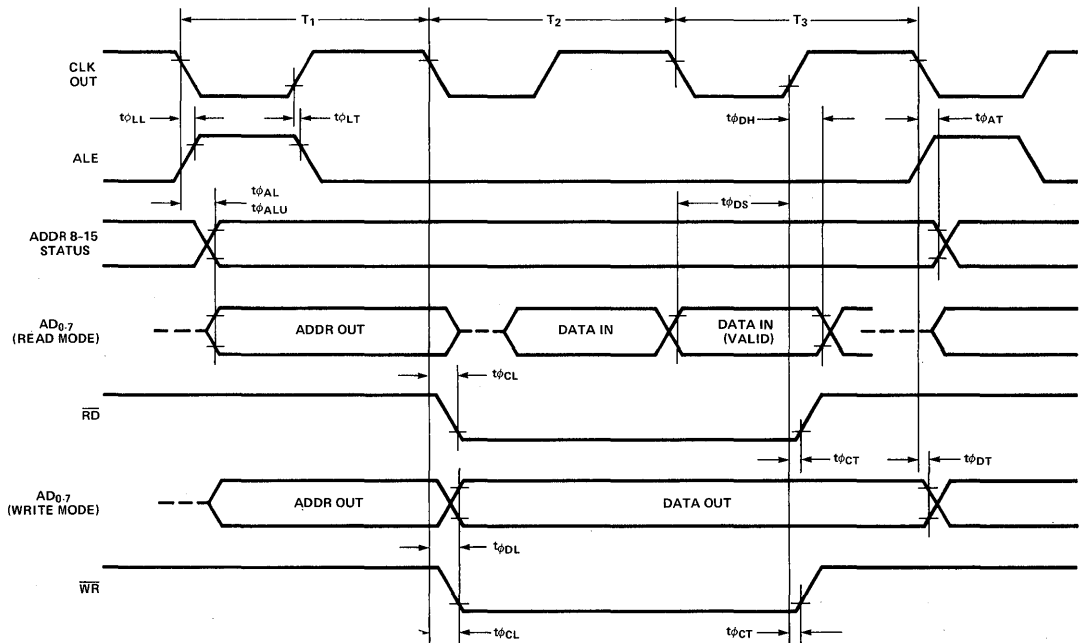 T1 T2 T3
CLK
OUT
tϕLL tϕLT tϕDH tϕAT
ALE
tϕAL
tϕALU tϕDS
ADDR 8-15
STATUS
AD0-7
(READ MODE)
ADDR OUT DATA IN DATA IN
(VALID)
tϕCL
RD
tϕCT tϕDT
AD0-7
(WRITE MODE)
ADDR OUT DATA OUT
tϕDL
WR
tϕCL tϕCT